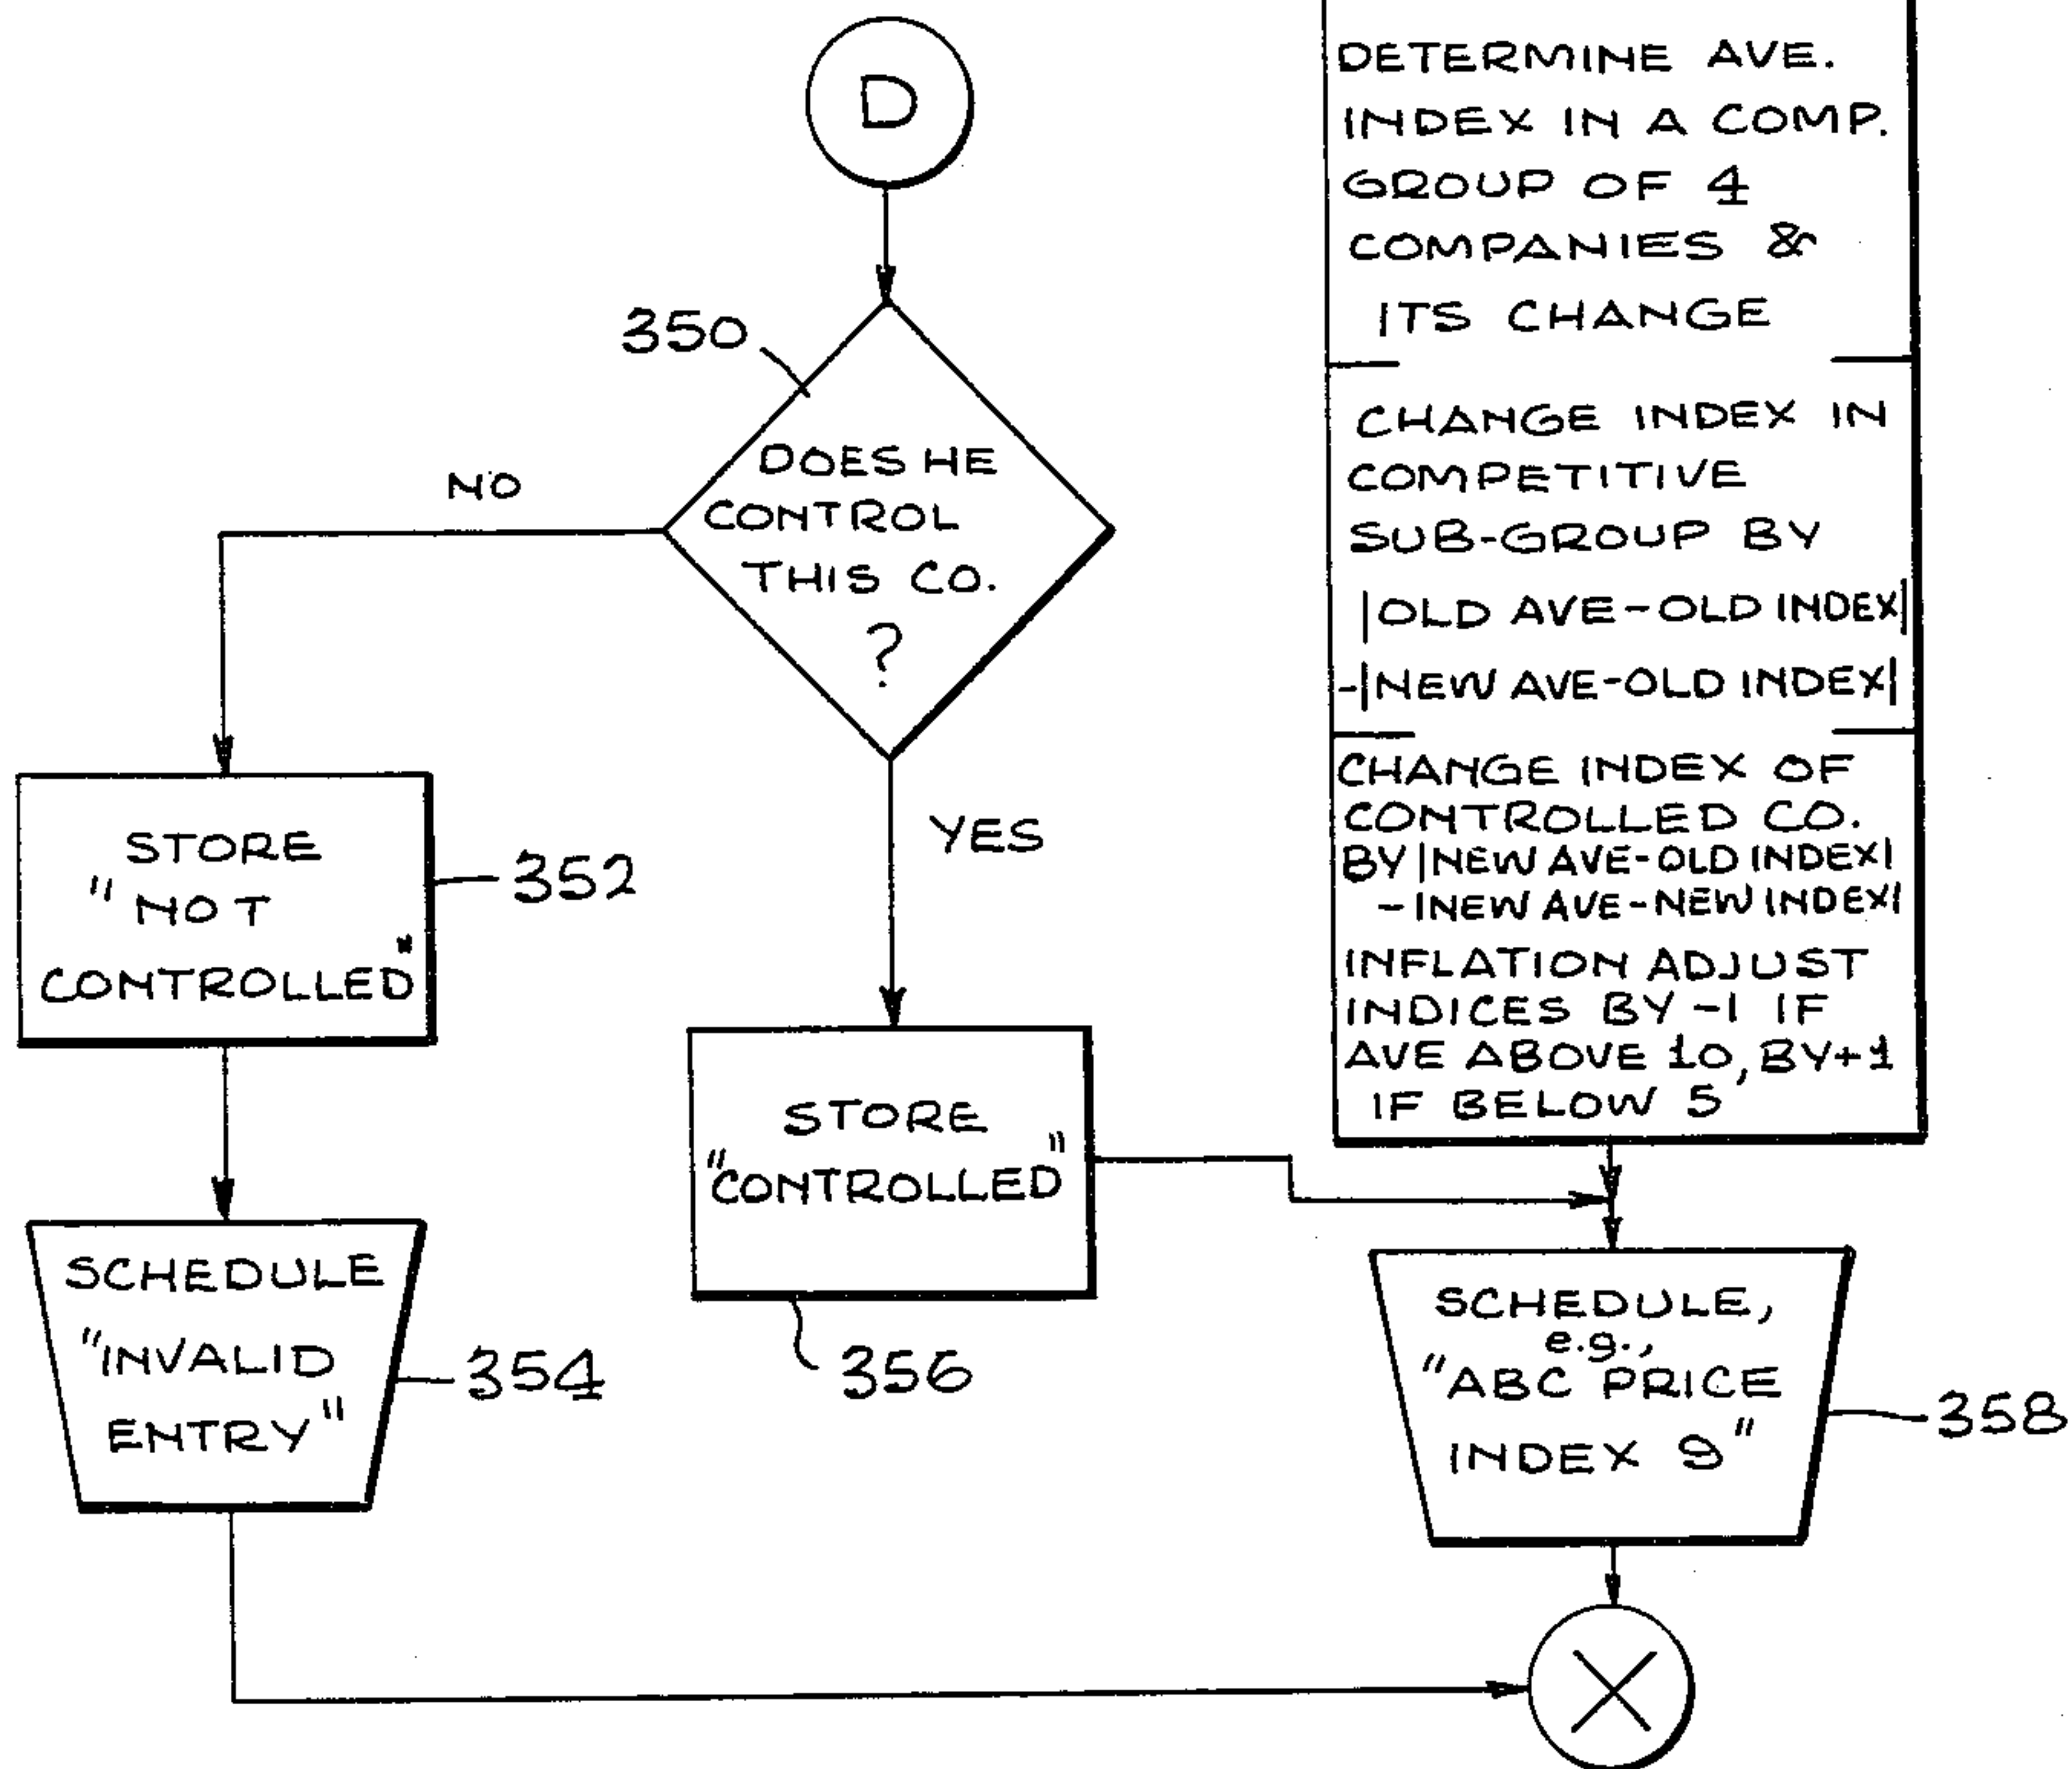 D
350
DOES HE
CONTROL
THIS CO.
?
NO
YES
STORE
"NOT
CONTROLLED"
352
SCHEDULE
"INVALID
ENTRY"
354
STORE
"CONTROLLED"
356
DETERMINE AVE.
INDEX IN A COMP.
GROUP OF 4
COMPANIES &
ITS CHANGE
CHANGE INDEX IN
COMPETITIVE
SUB-GROUP BY
|OLD AVE-OLD INDEX|
-|NEW AVE-OLD INDEX|
CHANGE INDEX OF
CONTROLLED CO.
BY |NEW AVE-OLD INDEX|
-|NEW AVE-NEW INDEX|
INFLATION ADJUST
INDICES BY -1 IF
AVE ABOVE 10, BY +1
IF BELOW 5
SCHEDULE,
e.g.,
"ABC PRICE
INDEX 9"
358
X